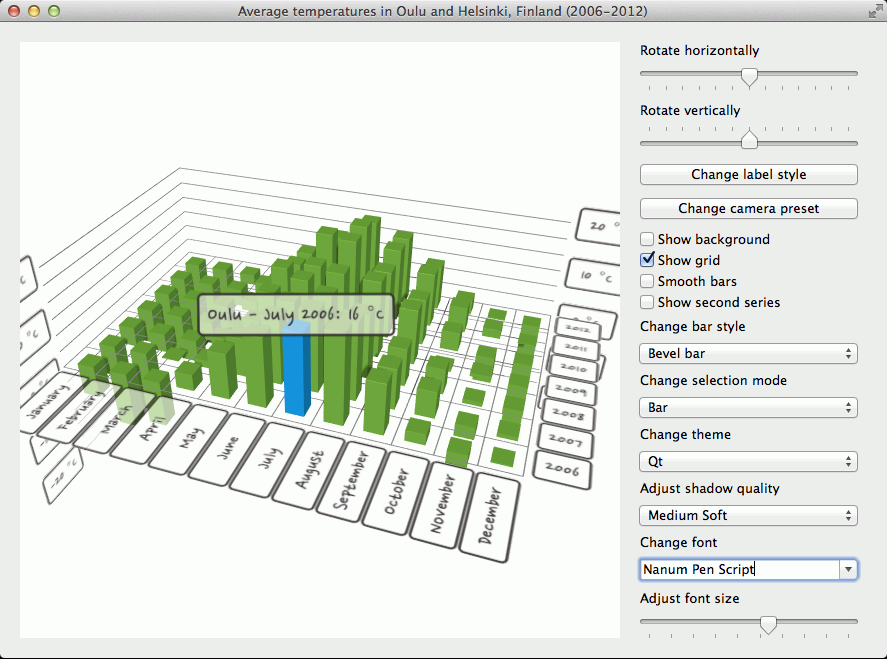 Average temperatures in Oulu and Helsinki, Finland (2006-2012)
Rotate horizontally
Rotate vertically
Change label style
Change camera preset
Show background
Show grid
Smooth bars
Show second series
Change bar style
Bevel bar
Change selection mode
Bar
Change theme
Qt
Adjust shadow quality
Medium Soft
Change font
Nanum Pen Script
Adjust font size
20 °C
10 °C
Oulu - July 2006: 16 °C
2012
2011
2010
2009
2008
2007
2006
January
February
March
April
May
June
July
August
September
October
November
December
-20 °C